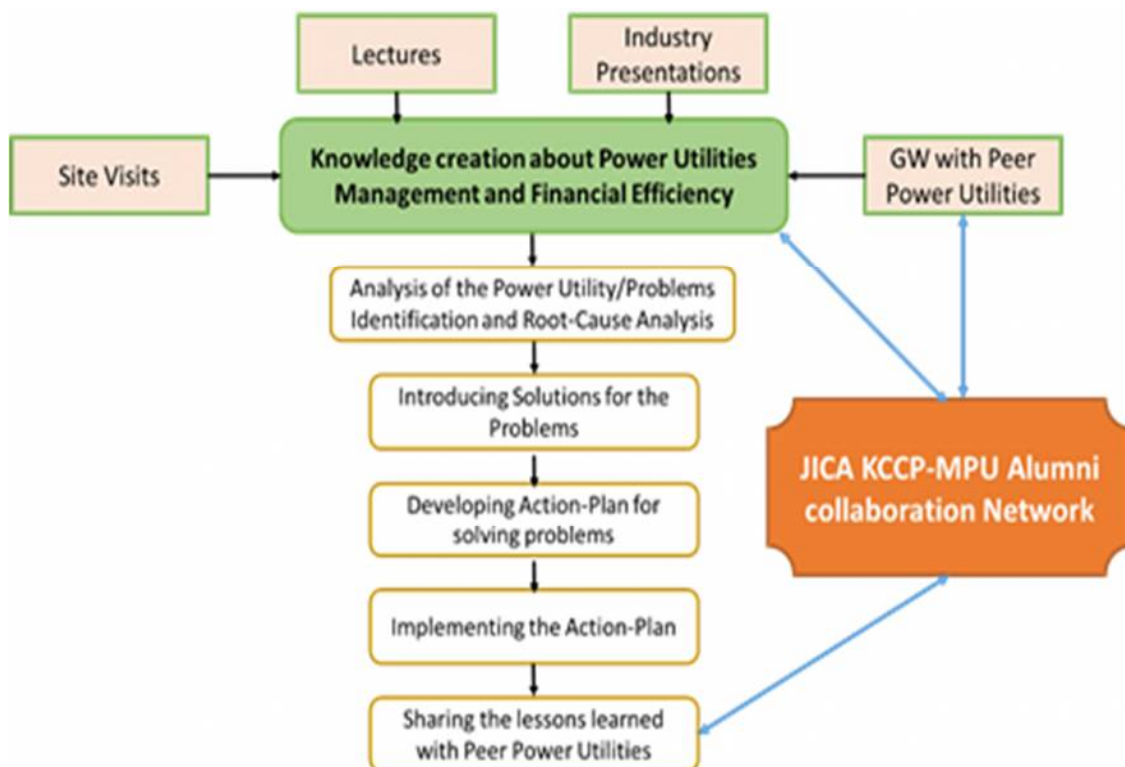 Lectures
Industry
Presentations
Site Visits
Knowledge creation about Power Utilities
Management and Financial Efficiency
GW with Peer
Power Utilities
Analysis of the Power Utility/Problems
Identification and Root-Cause Analysis
Introducing Solutions for the
Problems
Developing Action-Plan for
solving problems
Implementing the Action-Plan
Sharing the lessons learned
with Peer Power Utilities
JICA KCCP-MPU Alumni
collaboration Network